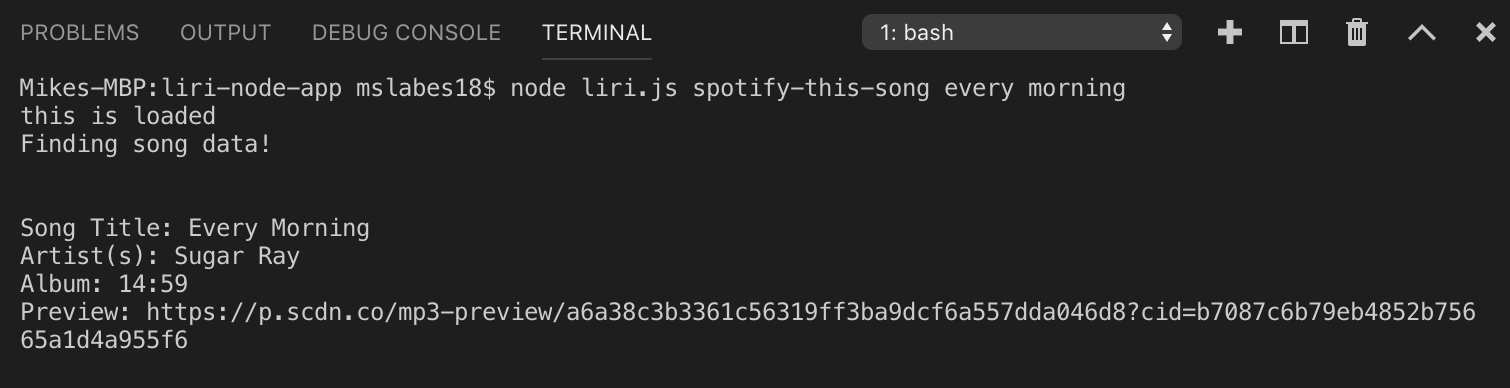 PROBLEMS OUTPUT DEBUG CONSOLE TERMINAL 1: bash
Mikes-MBP:liri-node-app mslabes18$ node liri.js spotify-this-song every morning
this is loaded
Finding song data!
Song Title: Every Morning
Artist(s): Sugar Ray
Album: 14:59
Preview: https://p.scdn.co/mp3-preview/a6a38c3b3361c56319ff3ba9dcf6a557dda046d8?cid=b7087c6b79eb4852b756
65a1d4a955f6